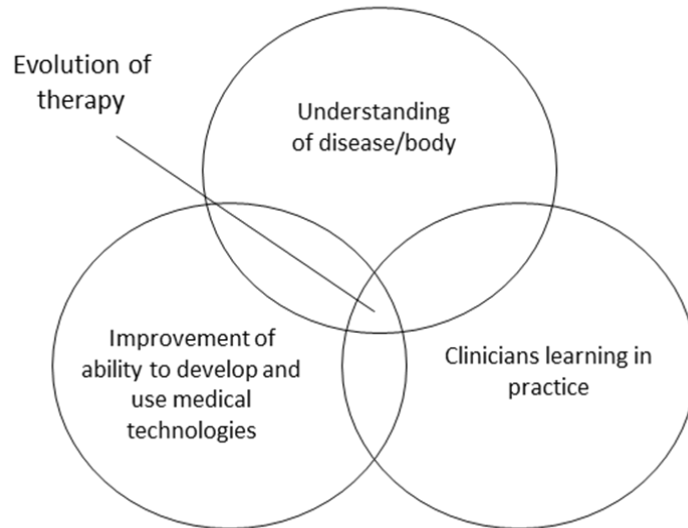 Evolution of
therapy
Understanding
of disease/body
Improvement of
ability to develop and
use medical
technologies
Clinicians learning in
practice